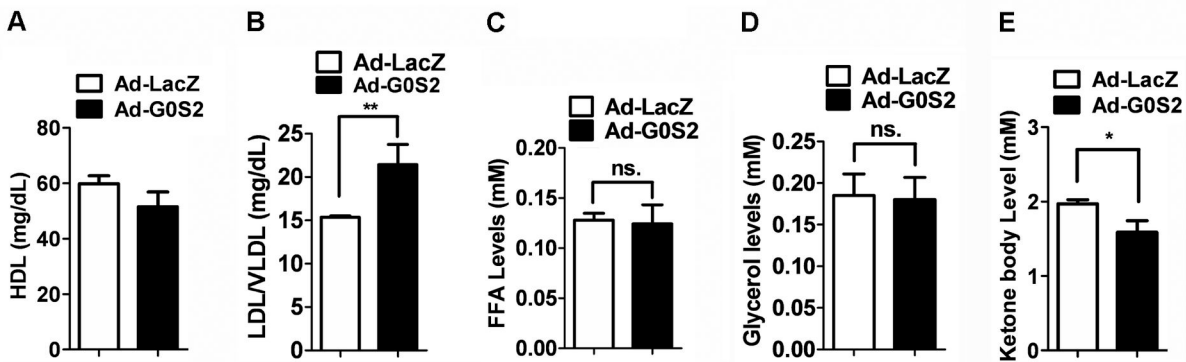 A
Ad-LacZ
Ad-G0S2
HDL (mg/dL)
80
60
40
20
0
B
Ad-LacZ
Ad-G0S2
**
LDL/VLDL (mg/dL)
25
20
15
10
5
0
C
Ad-LacZ
Ad-G0S2
ns.
FFA Levels (mM)
0.20
0.15
0.10
0.05
0.00
D
Ad-LacZ
Ad-G0S2
ns.
Glycerol levels (mM)
0.25
0.20
0.15
0.10
0.05
0.00
E
Ad-LacZ
Ad-G0S2
*
Ketone body Level (mM)
3
2
1
0